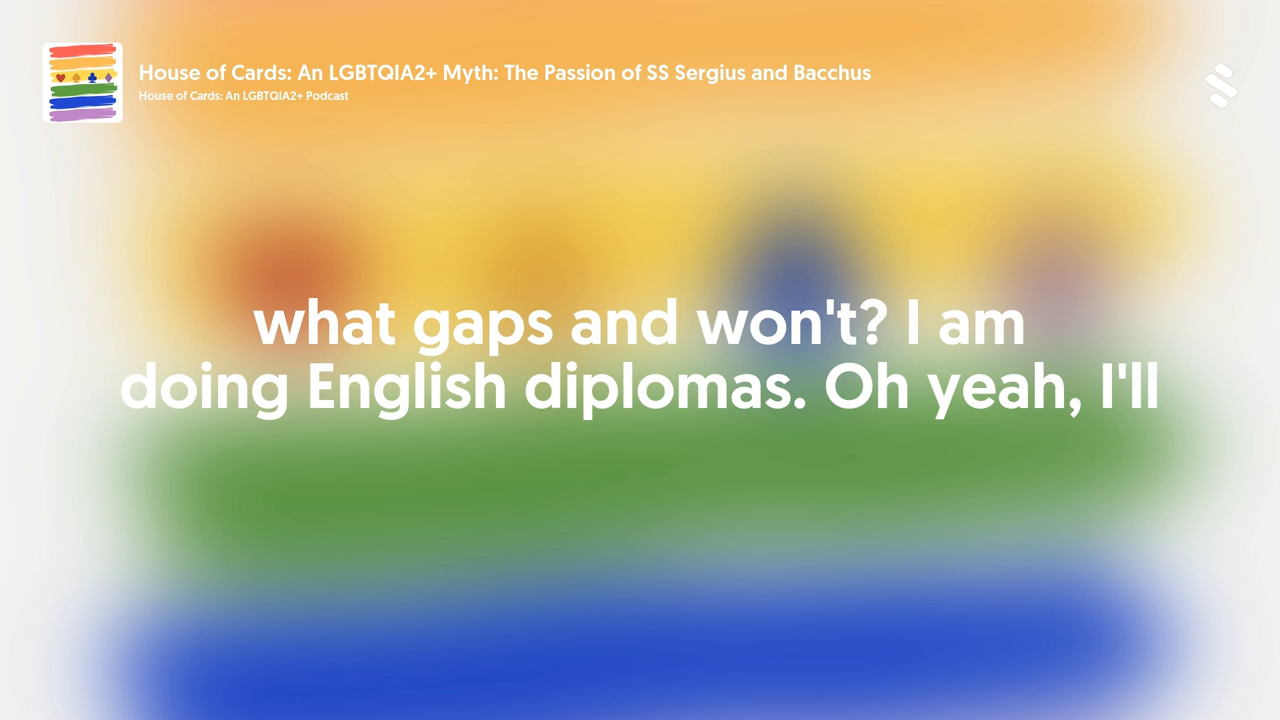 House of Cards: An LGBTQIA2+ Myth: The Passion of SS Sergius and Bacchus
House of Cards: An LGBTQIA2+ Podcast
what gaps and won't? I am
doing English diplomas. Oh yeah, I'll